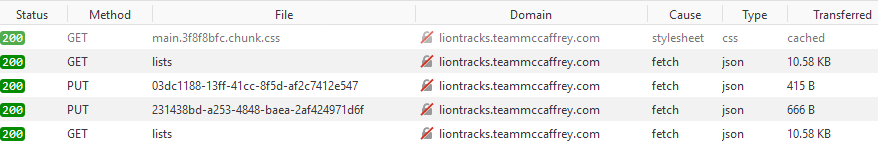 Status Method File Domain Cause Type Transferred
200 GET main.3f8f8bfc.chunk.css liontracks.teammccaffrey.com stylesheet css cached
200 GET lists liontracks.teammccaffrey.com fetch json 10.58 KB
200 PUT 03dc1188-13ff-41cc-8f5d-af2c7412e547 liontracks.teammccaffrey.com fetch json 415 B
200 PUT 231438bd-a253-4848-baea-2af424971d6f liontracks.teammccaffrey.com fetch json 666 B
200 GET lists liontracks.teammccaffrey.com fetch json 10.58 KB